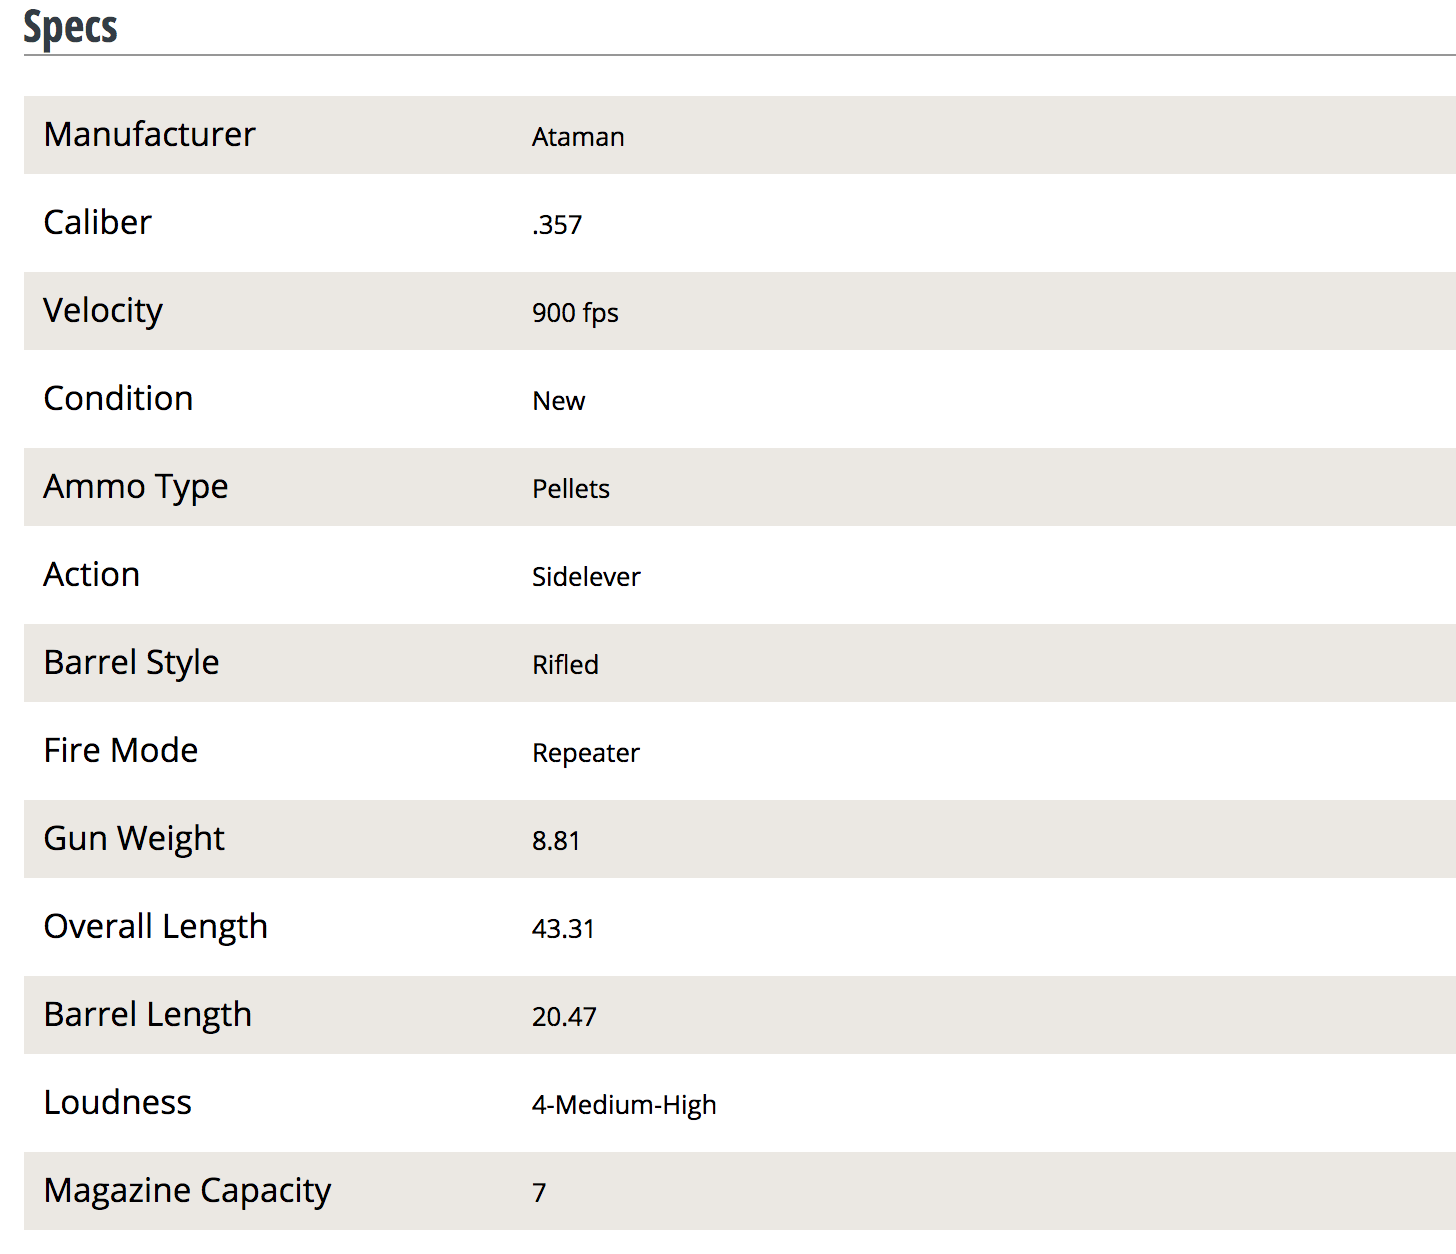 Specs
Manufacturer Ataman
Caliber .357
Velocity 900 fps
Condition New
Ammo Type Pellets
Action Sidelever
Barrel Style Rifled
Fire Mode Repeater
Gun Weight 8.81
Overall Length 43.31
Barrel Length 20.47
Loudness 4-Medium-High
Magazine Capacity 7